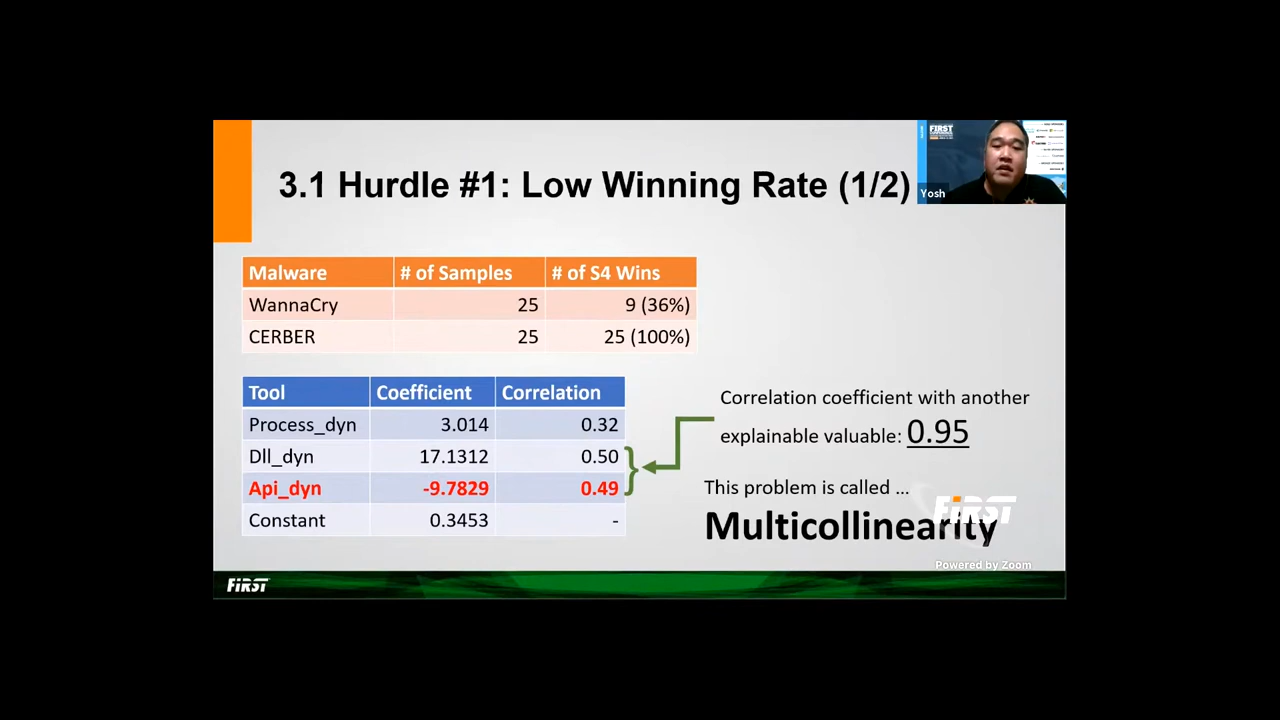 3.1 Hurdle #1: Low Winning Rate (1/2)
FIRST
Yosh
Malware # of Samples # of S4 Wins
WannaCry 25 9 (36%)
CERBER 25 25 (100%)
Tool Coefficient Correlation
Process_dyn 3.014 0.32
Dll_dyn 17.1312 0.50
Api_dyn -9.7829 0.49
Constant 0.3453 -
Correlation coefficient with another
explainable valuable: 0.95
This problem is called ...
Multicollinearity
FiRST
Powered by Zoom
FiRST